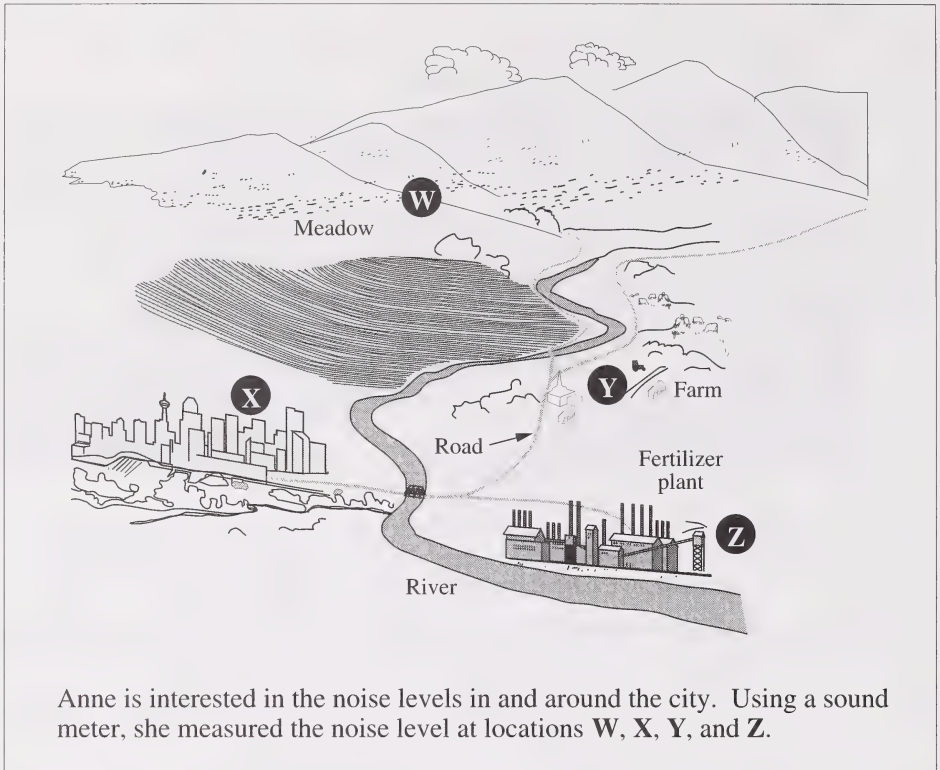 W
Meadow
X
Y
Farm
Road
Fertilizer
plant
Z
River
Anne is interested in the noise levels in and around the city. Using a sound
meter, she measured the noise level at locations W, X, Y, and Z.